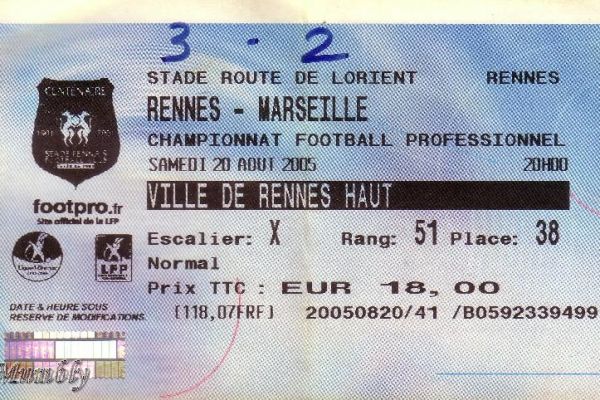 3 - 2
STADE ROUTE DE LORIENT RENNES
RENNES - MARSEILLE
CHAMPIONNAT FOOTBALL PROFESSIONNEL
SAMEDI 20 AOUT 2005 20H00
VILLE DE RENNES HAUT
Escalier: X Rang: 51 Place: 38
Normal
Prix TTC : EUR 18,00
[118,07FRF] 20050820/41 /B0592339499
CENTENAIRE
STADE RENNAIS
footpro.fr
Site officiel de la LFP
LFP
DATE & HEURE SOUS
RESERVE DE MODIFICATIONS.
Mumbly